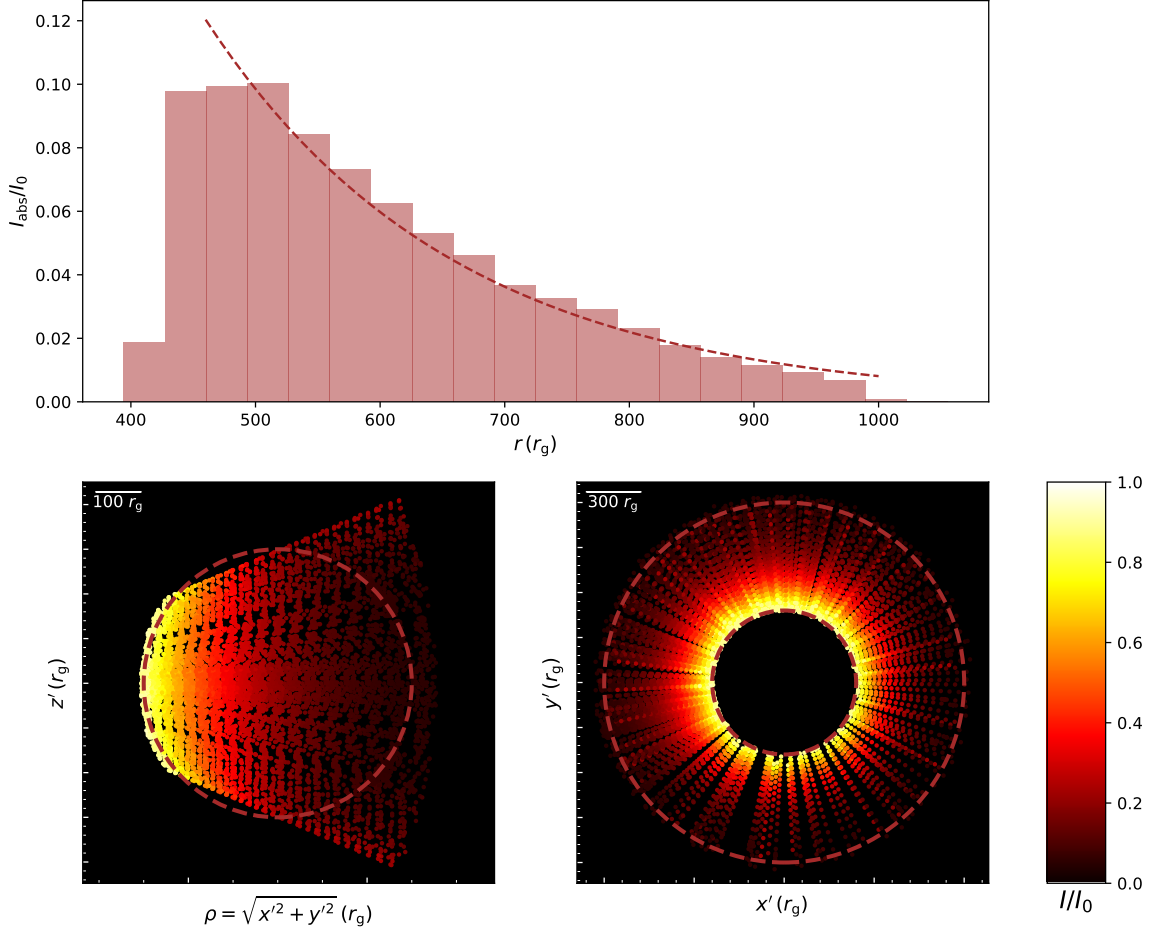 0.12
0.10
0.08
0.06
0.04
0.02
0.00
I_abs/I_0
400 500 600 700 800 900 1000
r (r_g)
100 r_g
300 r_g
z′ (r_g)
y′ (r_g)
ρ = √x′² + y′² (r_g)
x′ (r_g)
1.0
0.8
0.6
0.4
0.2
0.0
I/I_0